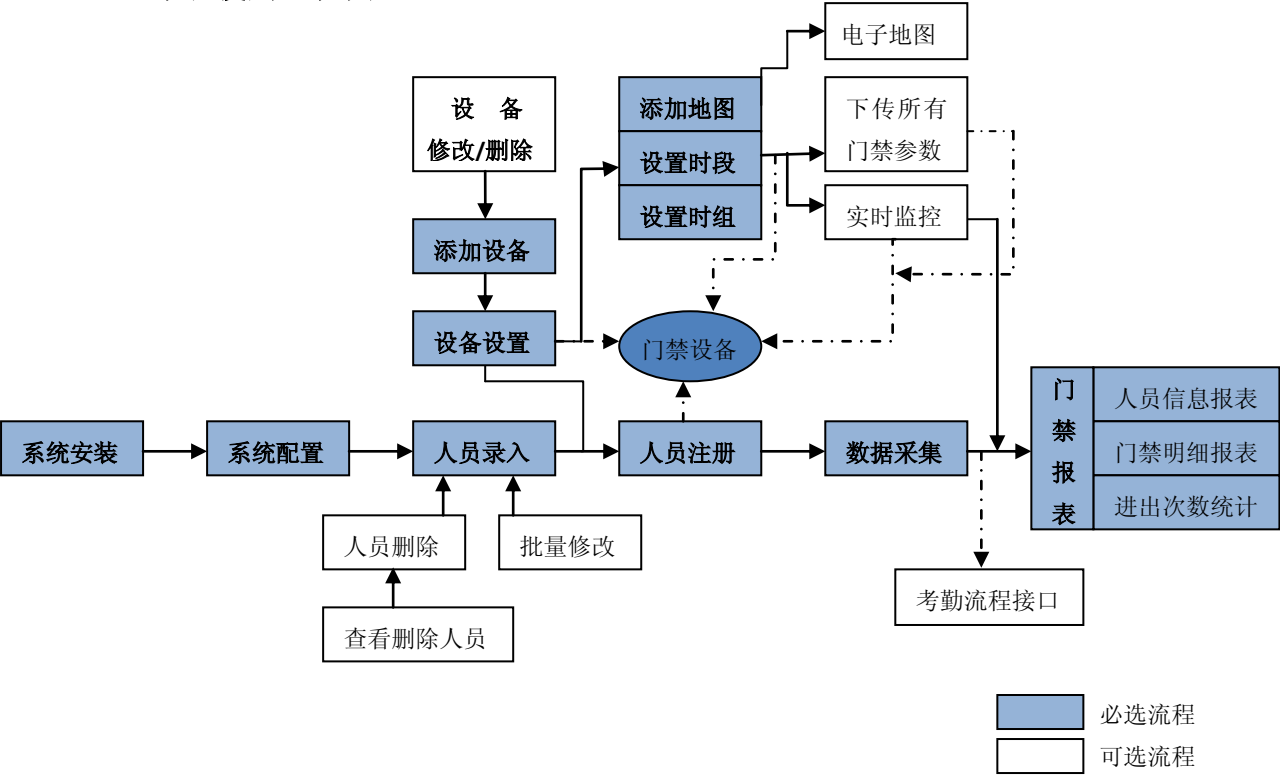 电子地图
设　备
修改/删除
添加地图
设置时段
设置时组
下传所有
门禁参数
实时监控
添加设备
设备设置
门禁设备
系统安装
系统配置
人员录入
人员注册
数据采集
门
禁
报
表
人员信息报表
门禁明细报表
进出次数统计
人员删除
批量修改
查看删除人员
考勤流程接口
必选流程
可选流程